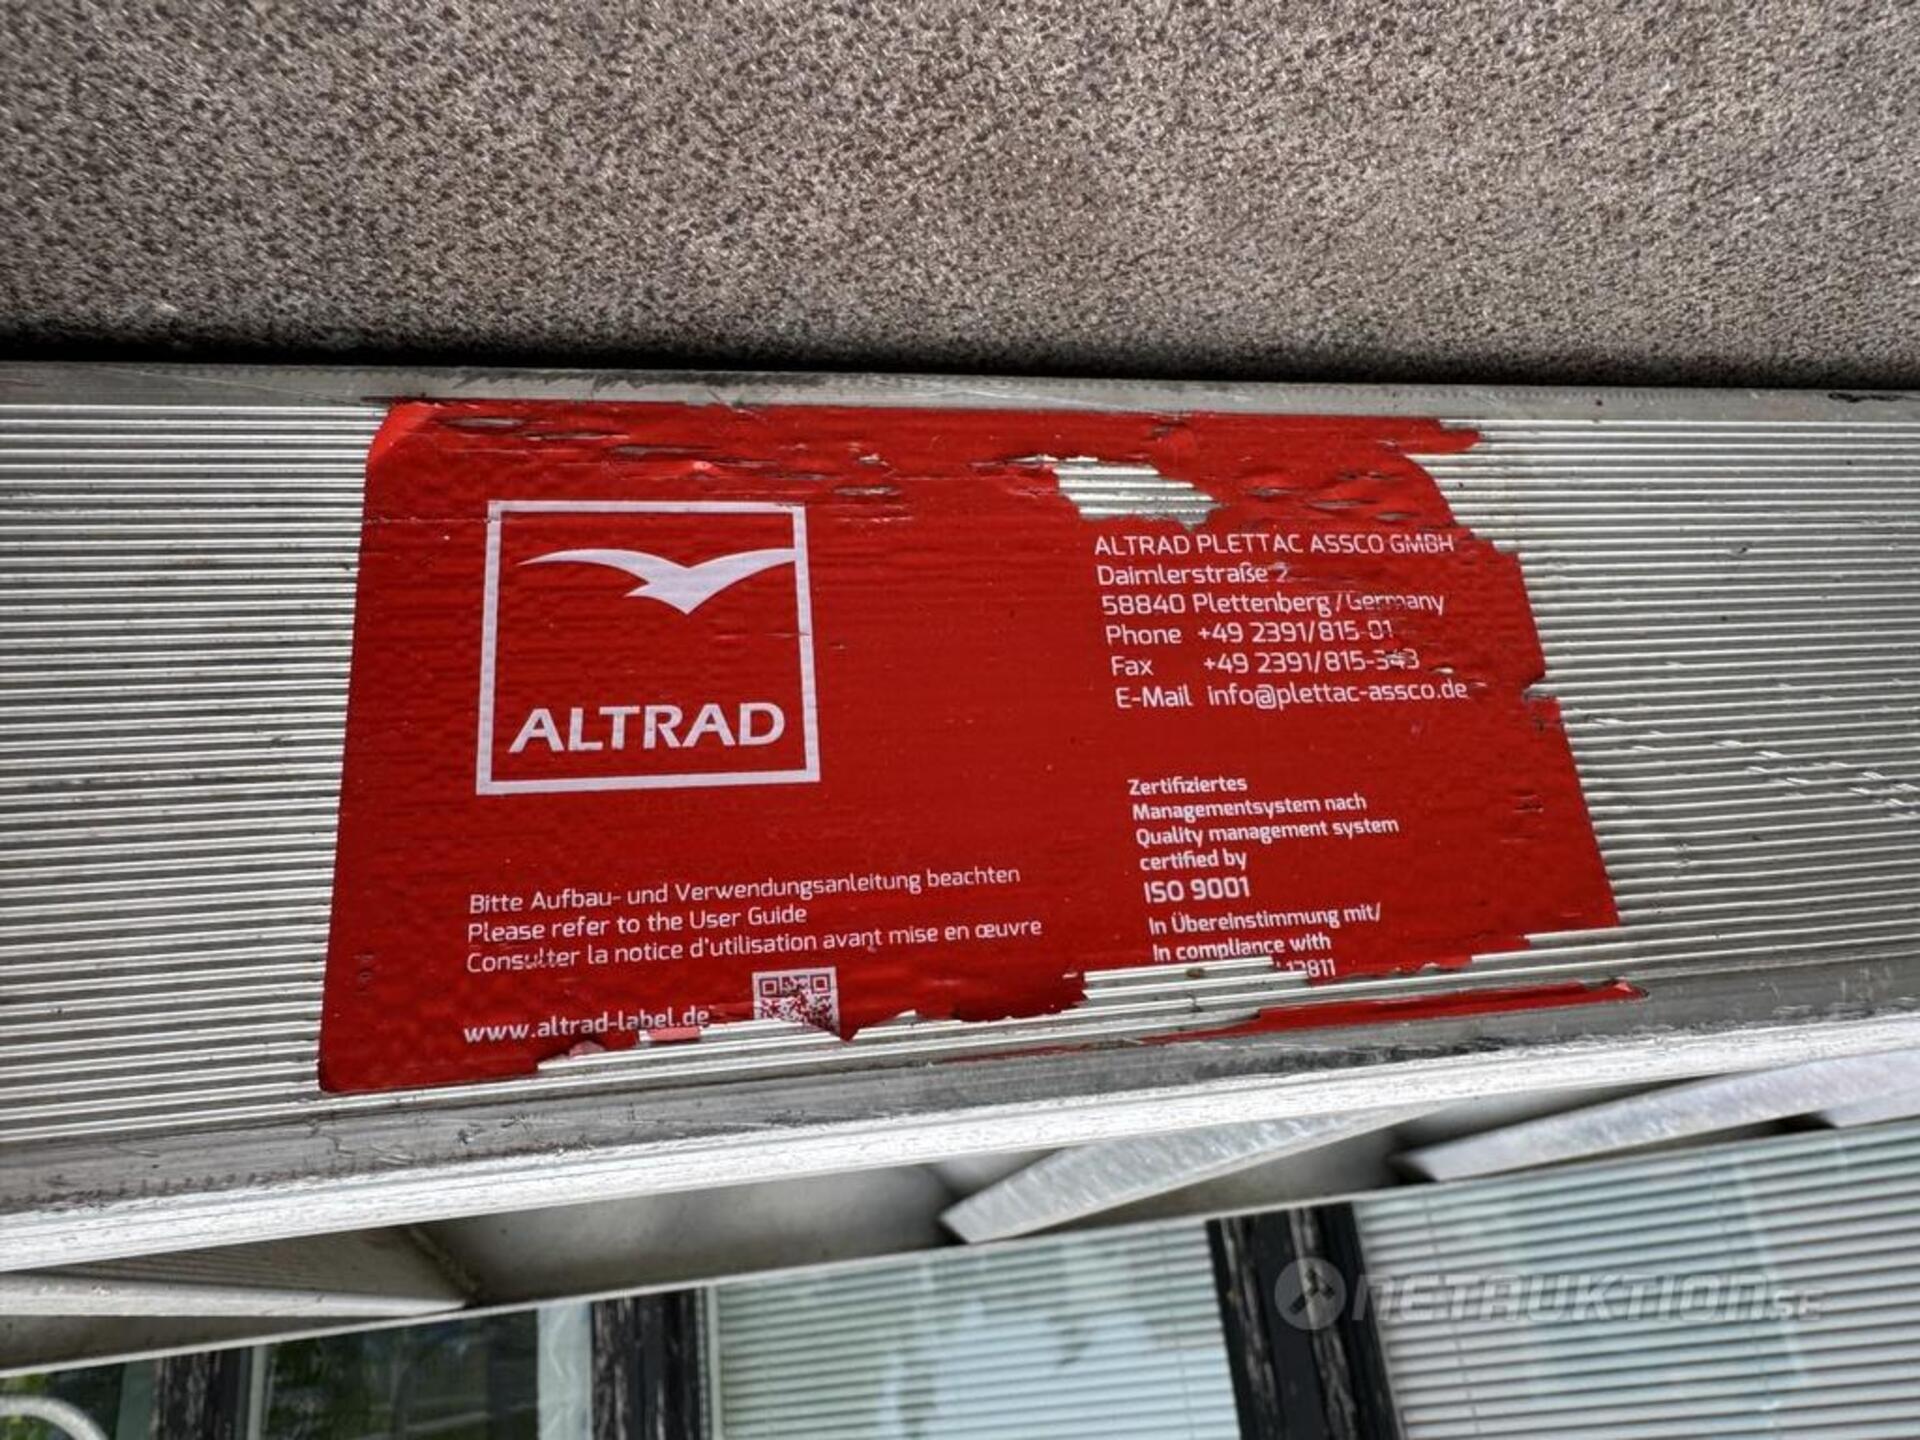 ALTRAD
ALTRAD PLETTAC ASSCO GMBH
Daimlerstraße 2
58840 Plettenberg / Germany
Phone +49 2391/815-01
Fax +49 2391/815-343
E-Mail info@plettac-assco.de
Zertifiziertes
Managementsystem nach
Quality management system
certified by
ISO 9001
In Übereinstimmung mit/
In compliance with
12811
Bitte Aufbau- und Verwendungsanleitung beachten
Please refer to the User Guide
Consulter la notice d'utilisation avant mise en œuvre
www.altrad-label.de
NETAUKTION.SE